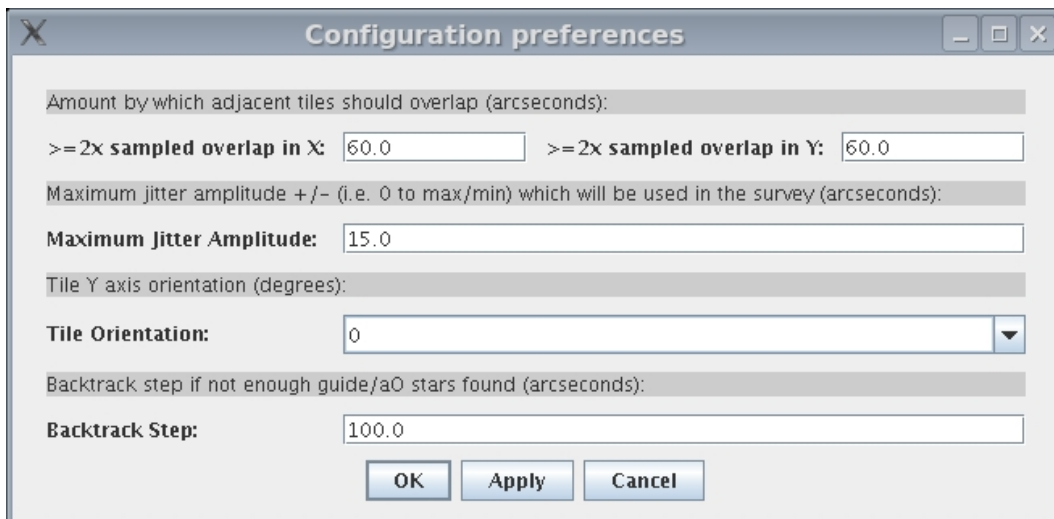 Configuration preferences
Amount by which adjacent tiles should overlap (arcseconds):
>=2x sampled overlap in X: 60.0 >=2x sampled overlap in Y: 60.0
Maximum jitter amplitude +/- (i.e. 0 to max/min) which will be used in the survey (arcseconds):
Maximum Jitter Amplitude: 15.0
Tile Y axis orientation (degrees):
Tile Orientation: 0
Backtrack step if not enough guide/aO stars found (arcseconds):
Backtrack Step: 100.0
OK Apply Cancel